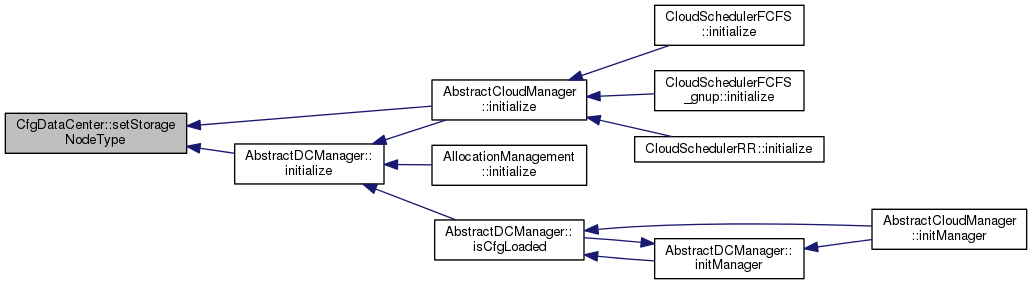 CfgDataCenter::setStorage
NodeType
AbstractCloudManager
::initialize
AbstractDCManager::
initialize
CloudSchedulerFCFS
::initialize
CloudSchedulerFCFS
_gnup::initialize
CloudSchedulerRR::initialize
AllocationManagement
::initialize
AbstractDCManager::
isCfgLoaded
AbstractDCManager::
initManager
AbstractCloudManager
::initManager